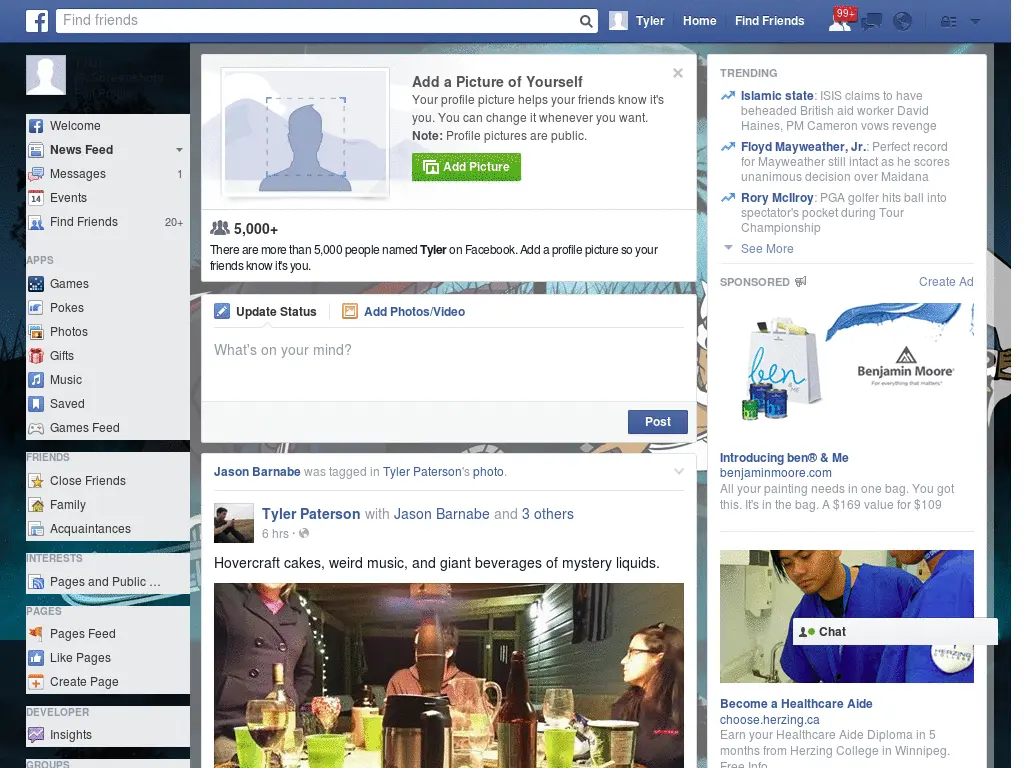 Find friends
Tyler
Home
Find Friends
99+
Welcome
News Feed
Messages 1
Events
Find Friends 20+
APPS
Games
Pokes
Photos
Gifts
Music
Saved
Games Feed
FRIENDS
Close Friends
Family
Acquaintances
INTERESTS
Pages and Public ...
PAGES
Pages Feed
Like Pages
Create Page
DEVELOPER
Insights
GROUPS
Add a Picture of Yourself
Your profile picture helps your friends know it's
you. You can change it whenever you want.
Note: Profile pictures are public.
Add Picture
5,000+
There are more than 5,000 people named Tyler on Facebook. Add a profile picture so your
friends know it's you.
Update Status
Add Photos/Video
What's on your mind?
Post
Jason Barnabe was tagged in Tyler Paterson's photo.
Tyler Paterson with Jason Barnabe and 3 others
6 hrs ·
Hovercraft cakes, weird music, and giant beverages of mystery liquids.
TRENDING
Islamic state: ISIS claims to have
beheaded British aid worker David
Haines, PM Cameron vows revenge
Floyd Mayweather, Jr.: Perfect record
for Mayweather still intact as he scores
unanimous decision over Maidana
Rory McIlroy: PGA golfer hits ball into
spectator's pocket during Tour
Championship
See More
SPONSORED
Create Ad
ben
Benjamin Moore®
For everything that matters.™
Introducing ben® & Me
benjaminmoore.com
All your painting needs in one bag. You got
this. It's in the bag. A $169 value for $109
Chat
HERZING
COLLEGE
Become a Healthcare Aide
choose.herzing.ca
Earn your Healthcare Aide Diploma in 5
months from Herzing College in Winnipeg.
Free Info